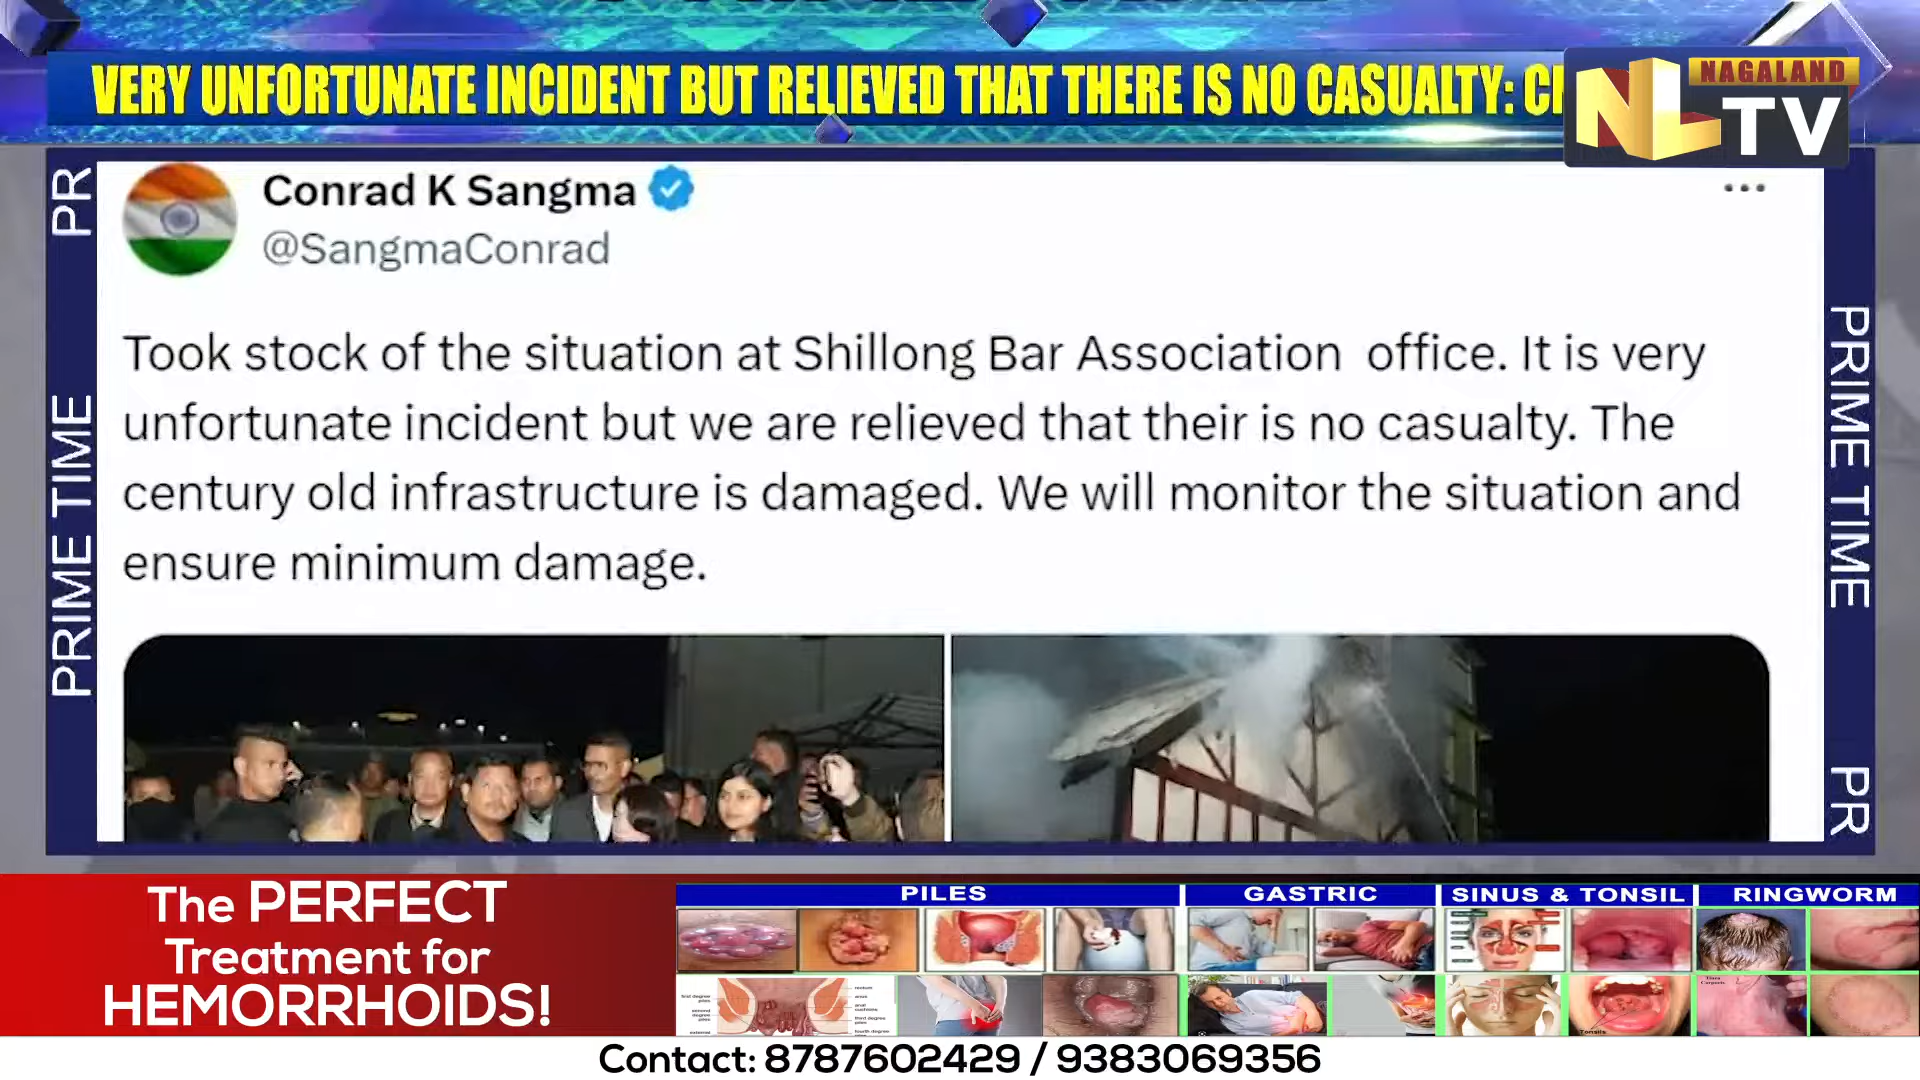 VERY UNFORTUNATE INCIDENT BUT RELIEVED THAT THERE IS NO CASUALTY:
NAGALAND
NL TV
PR
PRIME TIME
Conrad K Sangma
@SangmaConrad
Took stock of the situation at Shillong Bar Association office. It is very
unfortunate incident but we are relieved that their is no casualty. The
century old infrastructure is damaged. We will monitor the situation and
ensure minimum damage.
PRIME TIME
PR
The PERFECT
Treatment for
HEMORRHOIDS!
PILES
GASTRIC
SINUS & TONSIL
RINGWORM
Tonsils
Contact: 8787602429 / 9383069356